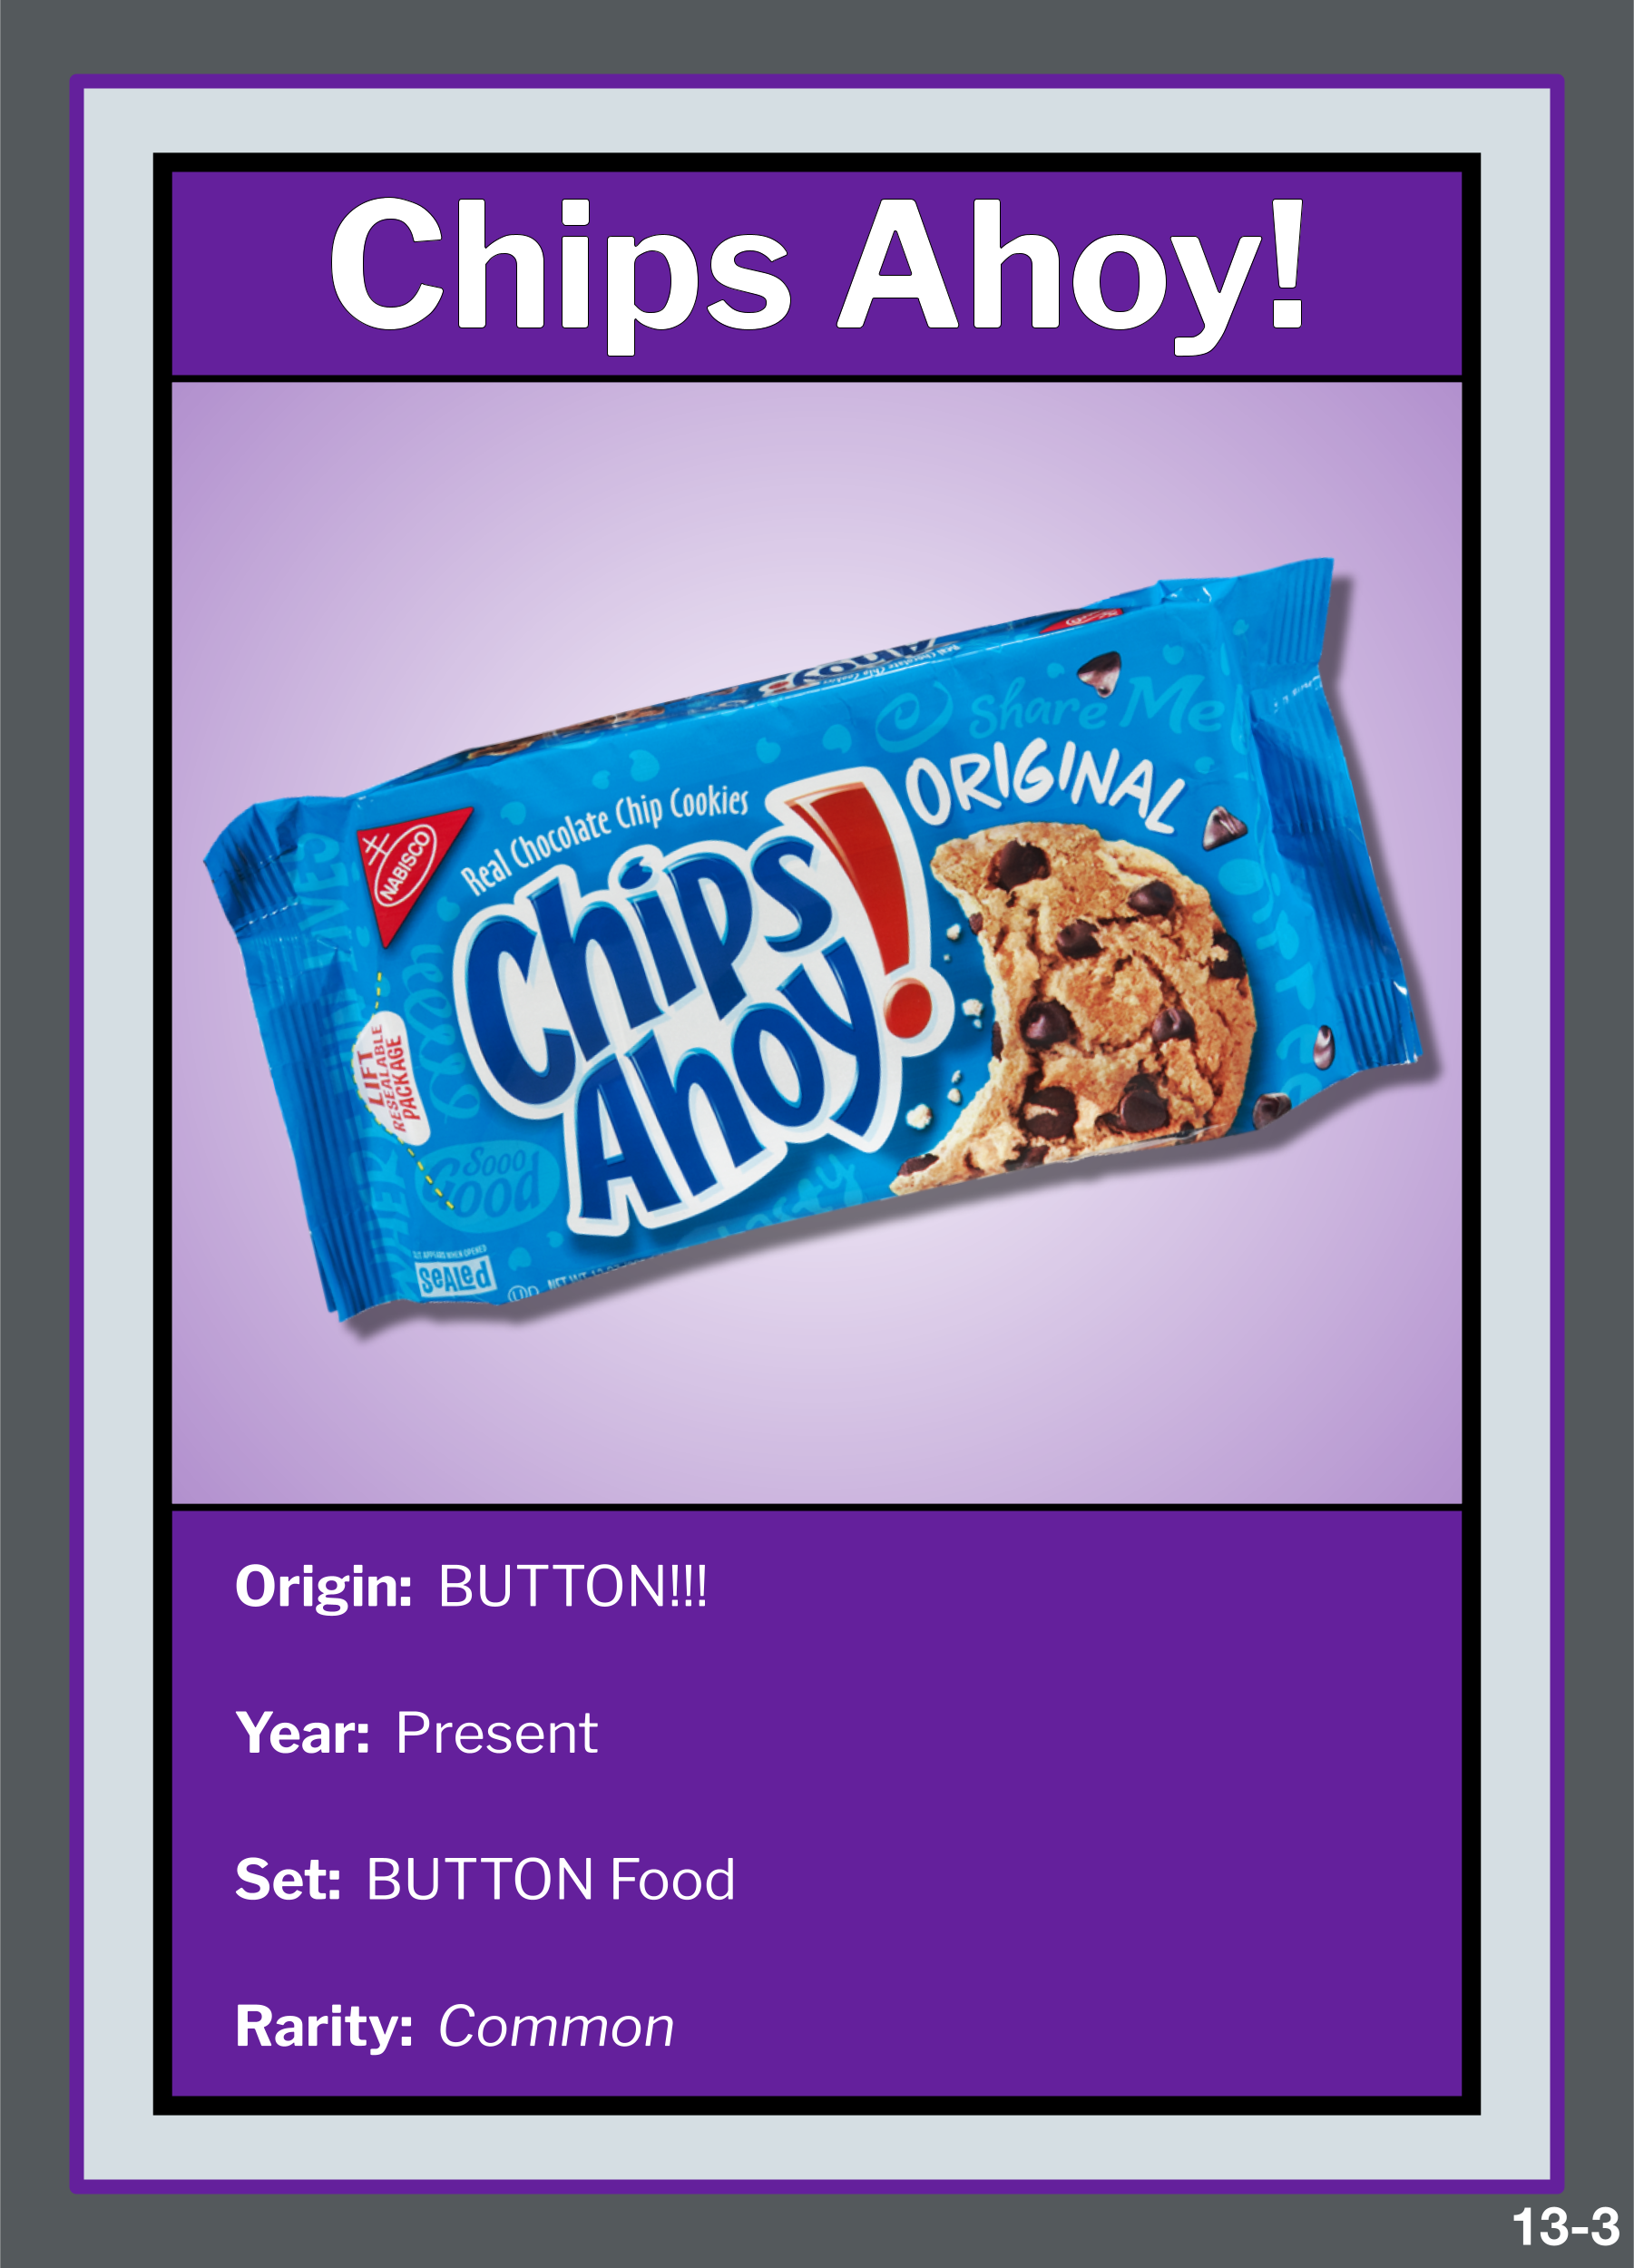 Chips Ahoy!
Share Me
ORIGINAL
NABISCO
Real Chocolate Chip Cookies
Chips
Ahoy!
LIFT
RESEALABLE
PACKAGE
Sooo
Good
tasty
SeALed
Origin: BUTTON!!!
Year: Present
Set: BUTTON Food
Rarity: Common
13-3